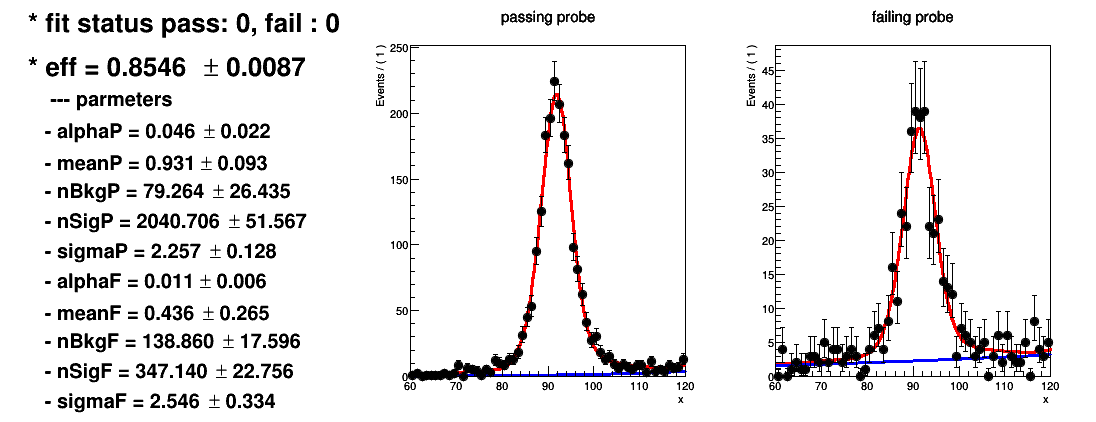 * fit status pass: 0, fail : 0
* eff = 0.8546 ± 0.0087
--- parmeters
- alphaP = 0.046 ± 0.022
- meanP = 0.931 ± 0.093
- nBkgP = 79.264 ± 26.435
- nSigP = 2040.706 ± 51.567
- sigmaP = 2.257 ± 0.128
- alphaF = 0.011 ± 0.006
- meanF = 0.436 ± 0.265
- nBkgF = 138.860 ± 17.596
- nSigF = 347.140 ± 22.756
- sigmaF = 2.546 ± 0.334
passing probe
Events / ( 1 )
250
200
150
100
50
0
60 70 80 90 100 110 120
x
failing probe
Events / ( 1 )
45
40
35
30
25
20
15
10
5
0
60 70 80 90 100 110 120
x